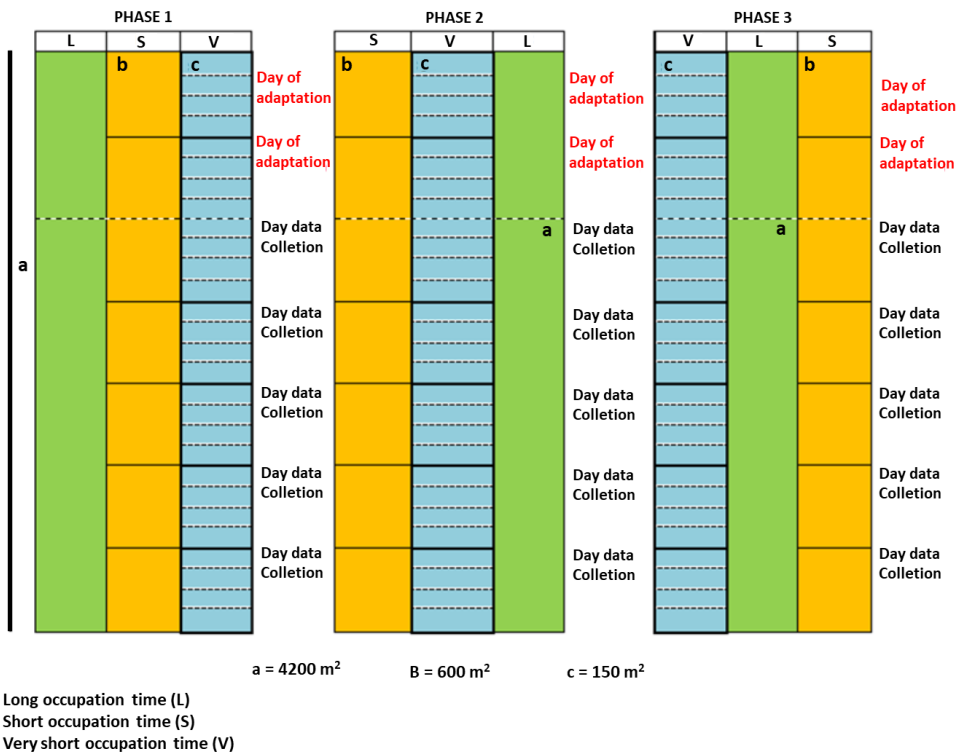 PHASE 1
PHASE 2
PHASE 3
L S V
S V L
V L S
a
b
c
b
c
a
c
a
b
Day of
adaptation
Day of
adaptation
Day data
Colletion
Day data
Colletion
Day data
Colletion
Day data
Colletion
Day data
Colletion
Day of
adaptation
Day of
adaptation
Day data
Colletion
Day data
Colletion
Day data
Colletion
Day data
Colletion
Day data
Colletion
Day of
adaptation
Day of
adaptation
Day data
Colletion
Day data
Colletion
Day data
Colletion
Day data
Colletion
Day data
Colletion
a = 4200 m² B = 600 m² c = 150 m²
Long occupation time (L)
Short occupation time (S)
Very short occupation time (V)